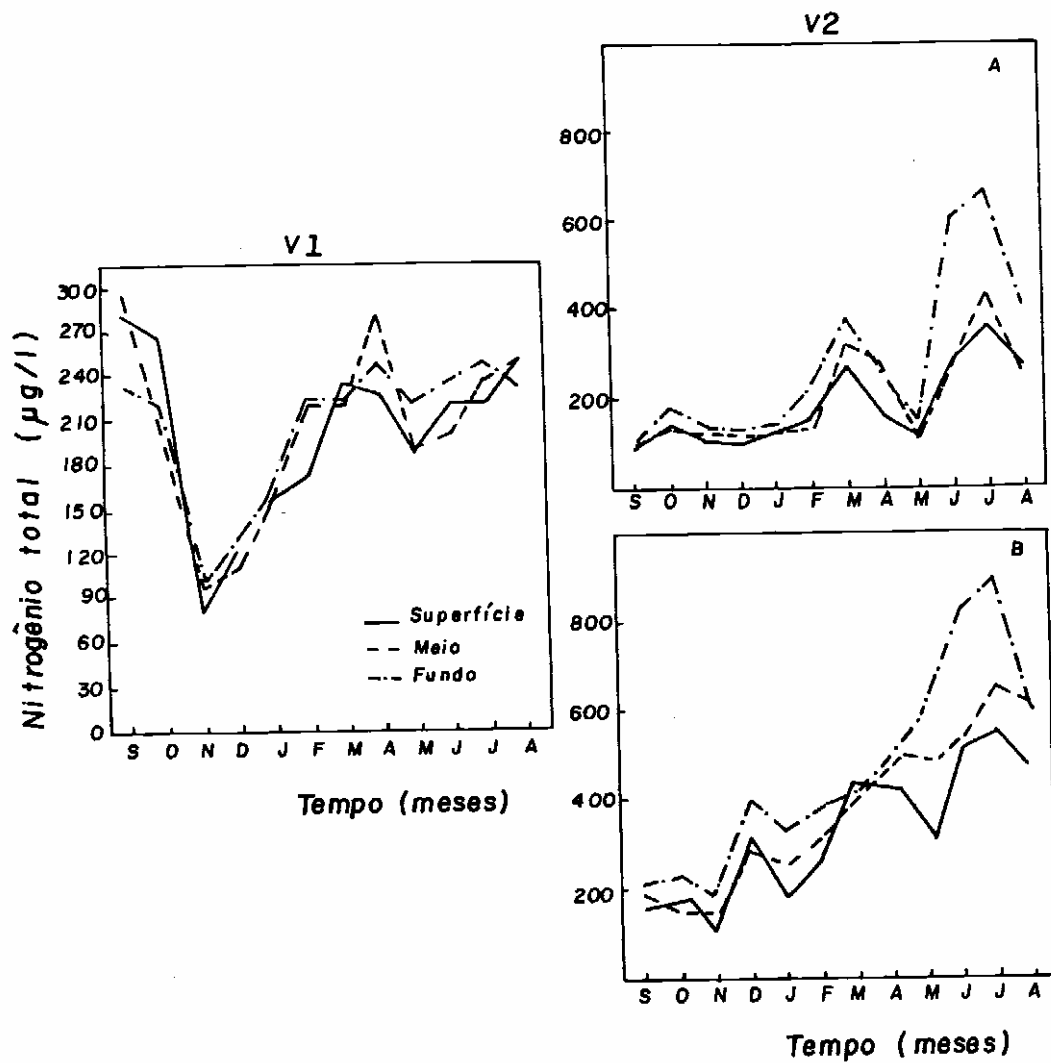 V1
Nitrogênio total (µg/l)
300
270
240
210
180
150
120
90
60
30
0
Superfície
Meio
Fundo
S O N D J F M A M J J A
Tempo (meses)
V2
A
800
600
400
200
S O N D J F M A M J J A
B
800
600
400
200
S O N D J F M A M J J A
Tempo (meses)